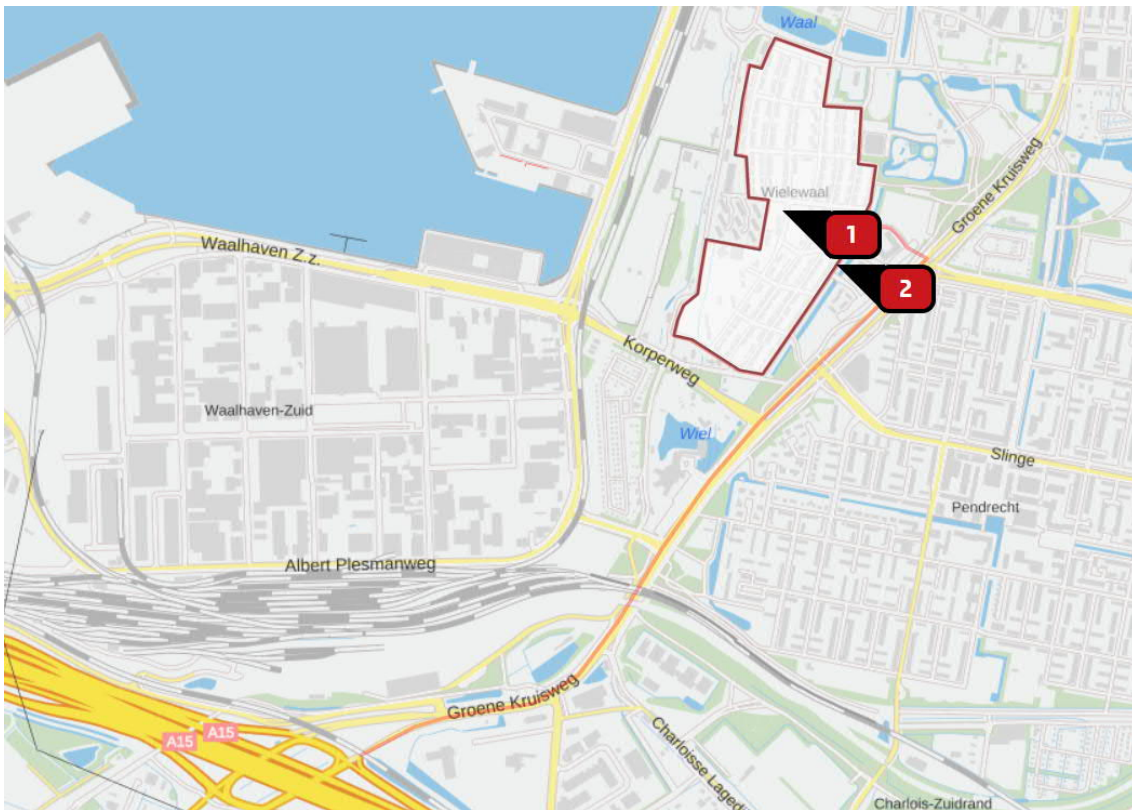 Waal
Groene Kruisweg
Wielewaal
1
Waalhaven Z.z.
2
Korperweg
Waalhaven-Zuid
Wiel
Slinge
Pendrecht
Albert Plesmanweg
Groene Kruisweg
A15
A15
Charloisse Laged
Charlois-Zuidrand